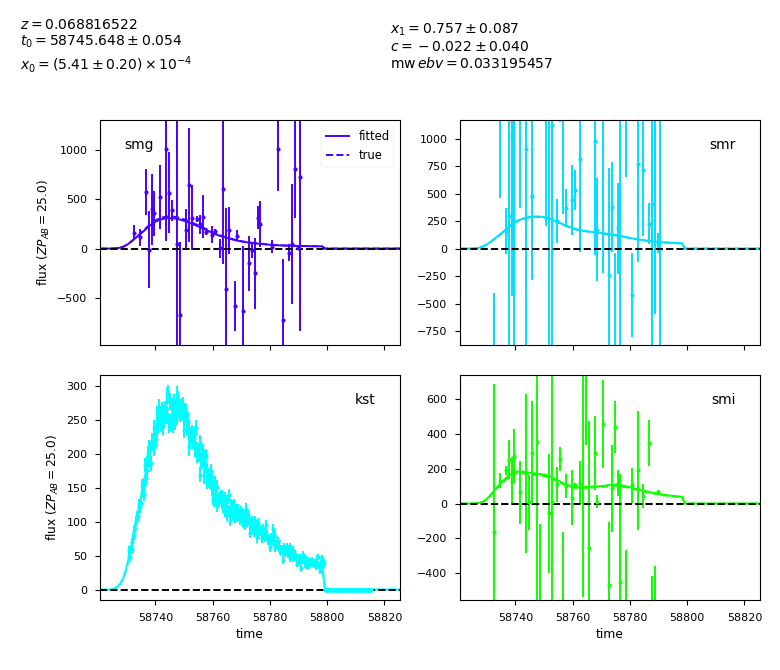 z = 0.068816522
t₀ = 58745.648 ± 0.054
x₀ = (5.41 ± 0.20) × 10⁻⁴
x₁ = 0.757 ± 0.087
c = −0.022 ± 0.040
mw ebv = 0.033195457
smg
fitted
true
1000
500
0
−500
flux (ZP_AB = 25.0)
smr
1000
750
500
250
0
−250
−500
−750
kst
300
250
200
150
100
50
0
flux (ZP_AB = 25.0)
58740
58760
58780
58800
58820
time
smi
600
400
200
0
−200
−400
58740
58760
58780
58800
58820
time